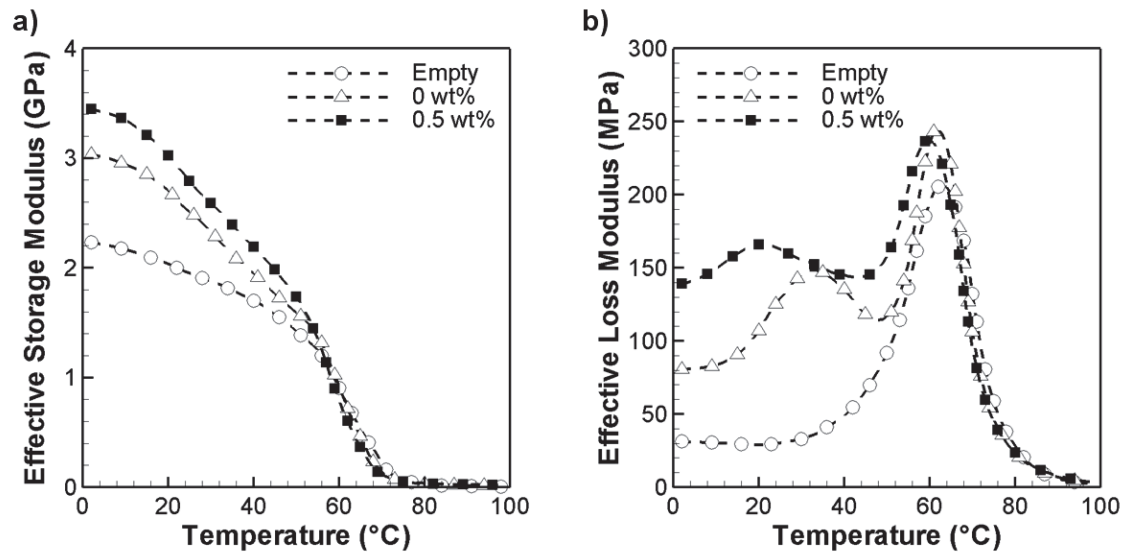 a)
Effective Storage Modulus (GPa)
4
3
2
1
0
0 20 40 60 80 100
Temperature (°C)
Empty
0 wt%
0.5 wt%
b)
Effective Loss Modulus (MPa)
300
250
200
150
100
50
0
0 20 40 60 80 100
Temperature (°C)
Empty
0 wt%
0.5 wt%